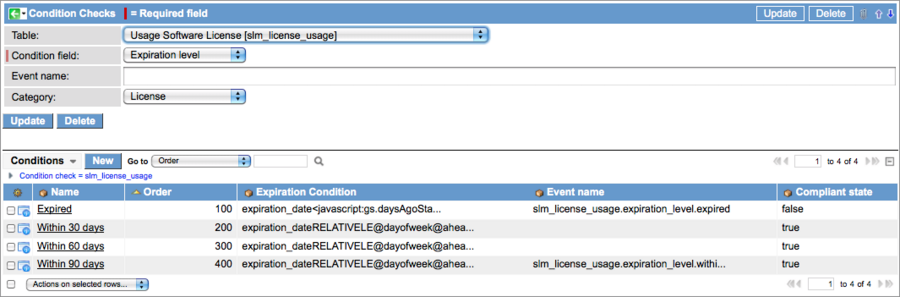 Condition Checks = Required field Update Delete
Table: Usage Software License [slm_license_usage]
Condition field: Expiration level
Event name:
Category: License
Update Delete
Conditions New Go to Order 1 to 4 of 4
Condition check = slm_license_usage
Name Order Expiration Condition Event name Compliant state
Expired 100 expiration_date<javascript:gs.daysAgoSta... slm_license_usage.expiration_level.expired false
Within 30 days 200 expiration_dateRELATIVELE@dayofweek@ahea... true
Within 60 days 300 expiration_dateRELATIVELE@dayofweek@ahea... true
Within 90 days 400 expiration_dateRELATIVELE@dayofweek@ahea... slm_license_usage.expiration_level.withi... true
Actions on selected rows... 1 to 4 of 4